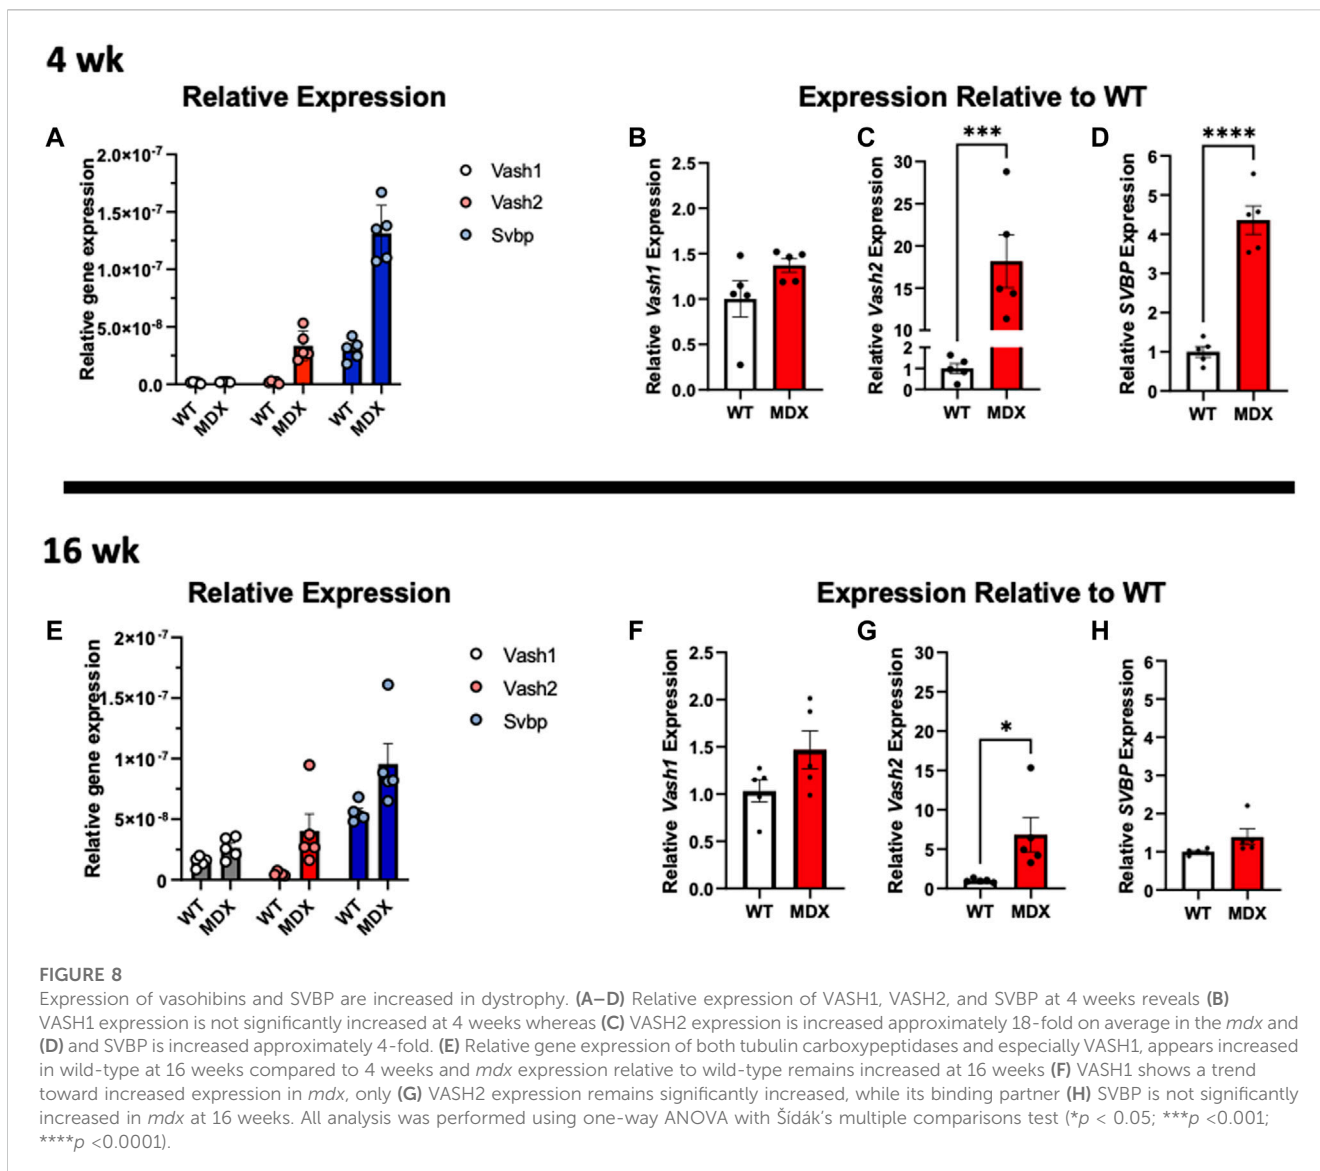 4 wk
Relative Expression
Expression Relative to WT
A
Relative gene expression
2.0×10⁻⁷
1.5×10⁻⁷
1.0×10⁻⁷
5.0×10⁻⁸
0.0
WT
MDX
WT
MDX
WT
MDX
Vash1
Vash2
Svbp
B
Relative Vash1 Expression
2.5
2.0
1.5
1.0
0.5
0.0
WT
MDX
C
Relative Vash2 Expression
***
30
25
20
15
10
2
1
0
WT
MDX
D
Relative SVBP Expression
****
6
5
4
3
2
1
0
WT
MDX
16 wk
Relative Expression
Expression Relative to WT
E
Relative gene expression
2×10⁻⁷
1.5×10⁻⁷
1×10⁻⁷
5×10⁻⁸
0
WT
MDX
WT
MDX
WT
MDX
Vash1
Vash2
Svbp
F
Relative Vash1 Expression
2.5
2.0
1.5
1.0
0.5
0.0
WT
MDX
G
Relative Vash2 Expression
*
30
25
20
15
10
5
0
WT
MDX
H
Relative SVBP Expression
6
5
4
3
2
1
0
WT
MDX
FIGURE 8
Expression of vasohibins and SVBP are increased in dystrophy. (A–D) Relative expression of VASH1, VASH2, and SVBP at 4 weeks reveals (B)
VASH1 expression is not significantly increased at 4 weeks whereas (C) VASH2 expression is increased approximately 18-fold on average in the mdx and
(D) and SVBP is increased approximately 4-fold. (E) Relative gene expression of both tubulin carboxypeptidases and especially VASH1, appears increased
in wild-type at 16 weeks compared to 4 weeks and mdx expression relative to wild-type remains increased at 16 weeks (F) VASH1 shows a trend
toward increased expression in mdx, only (G) VASH2 expression remains significantly increased, while its binding partner (H) SVBP is not significantly
increased in mdx at 16 weeks. All analysis was performed using one-way ANOVA with Šídák's multiple comparisons test (*p < 0.05; ***p <0.001;
****p <0.0001).